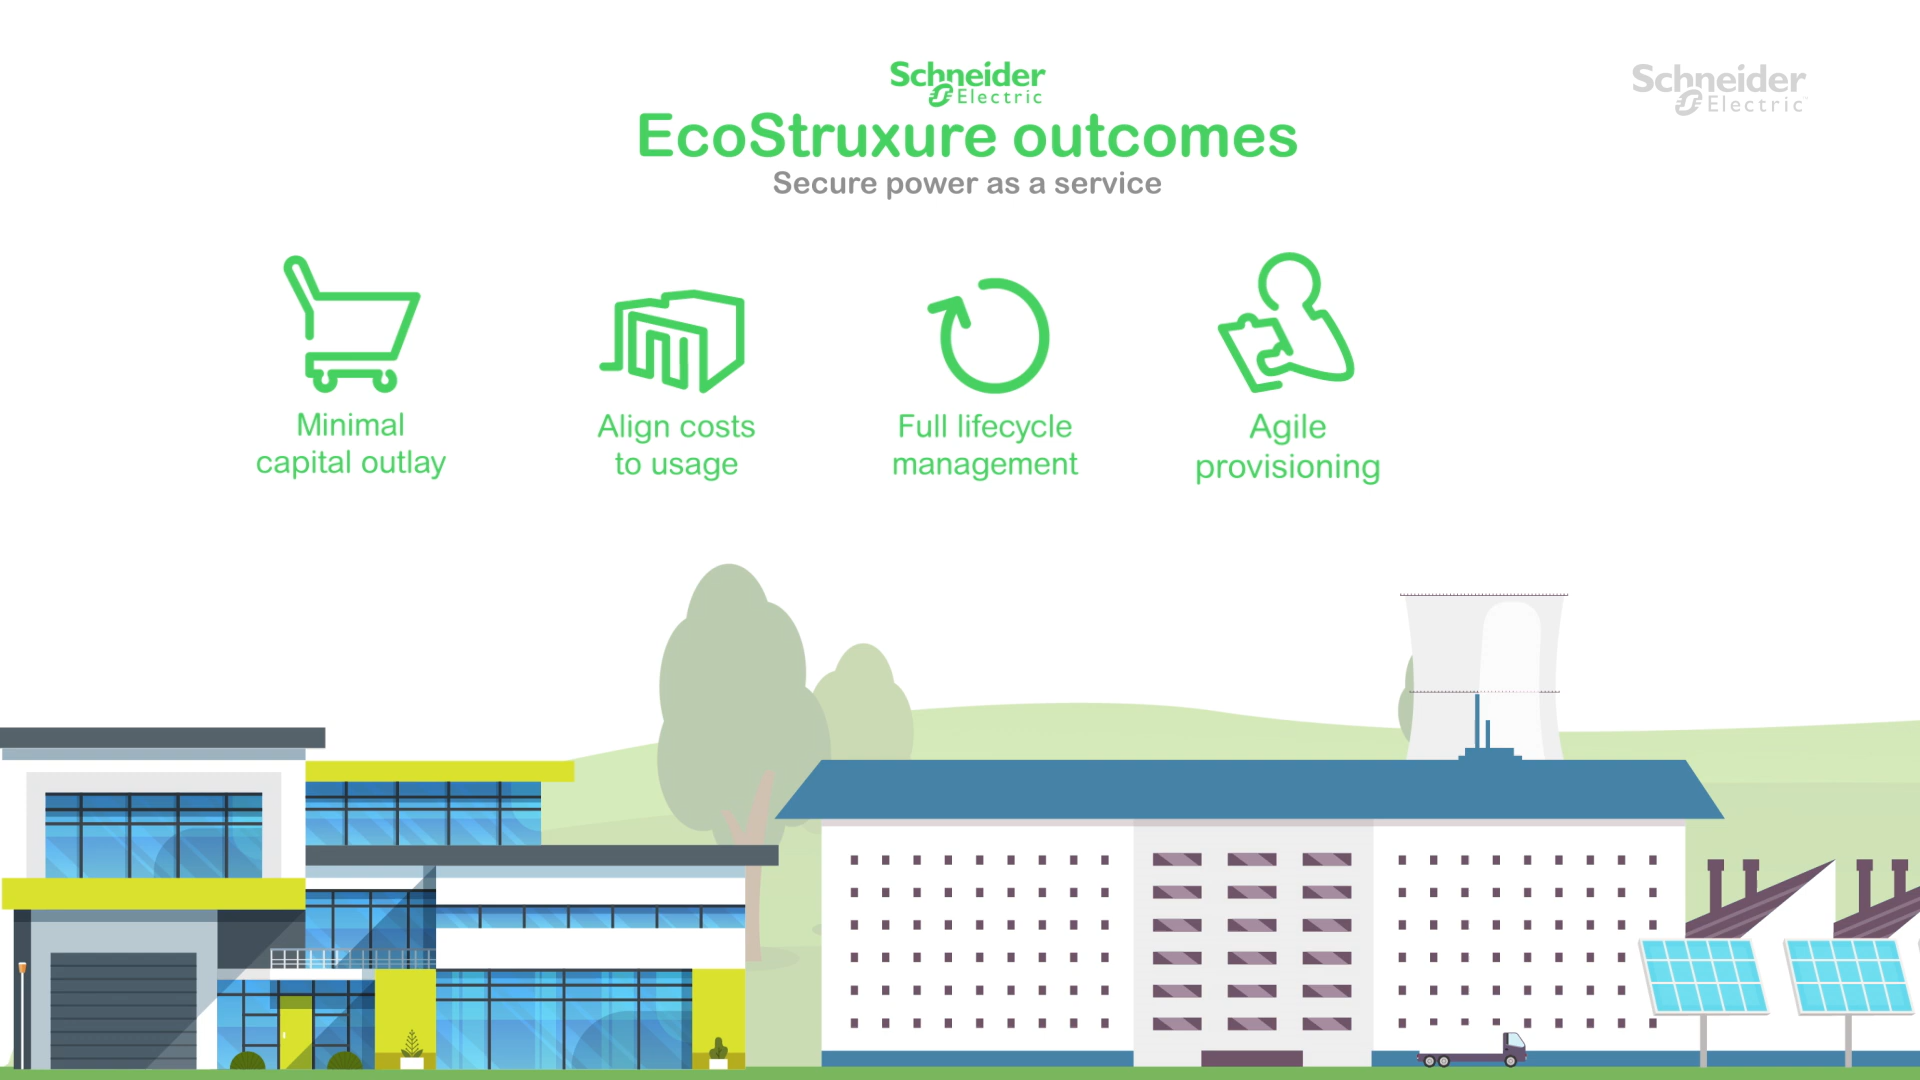 Schneider
Electric
Schneider
Electric
EcoStruxure outcomes
Secure power as a service
Minimal
capital outlay
Align costs
to usage
Full lifecycle
management
Agile
provisioning